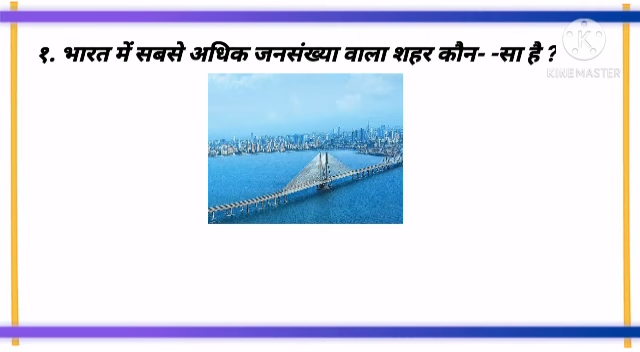 १. भारत में सबसे अधिक जनसंख्या वाला शहर कौन- -सा है ?
KINEMASTER